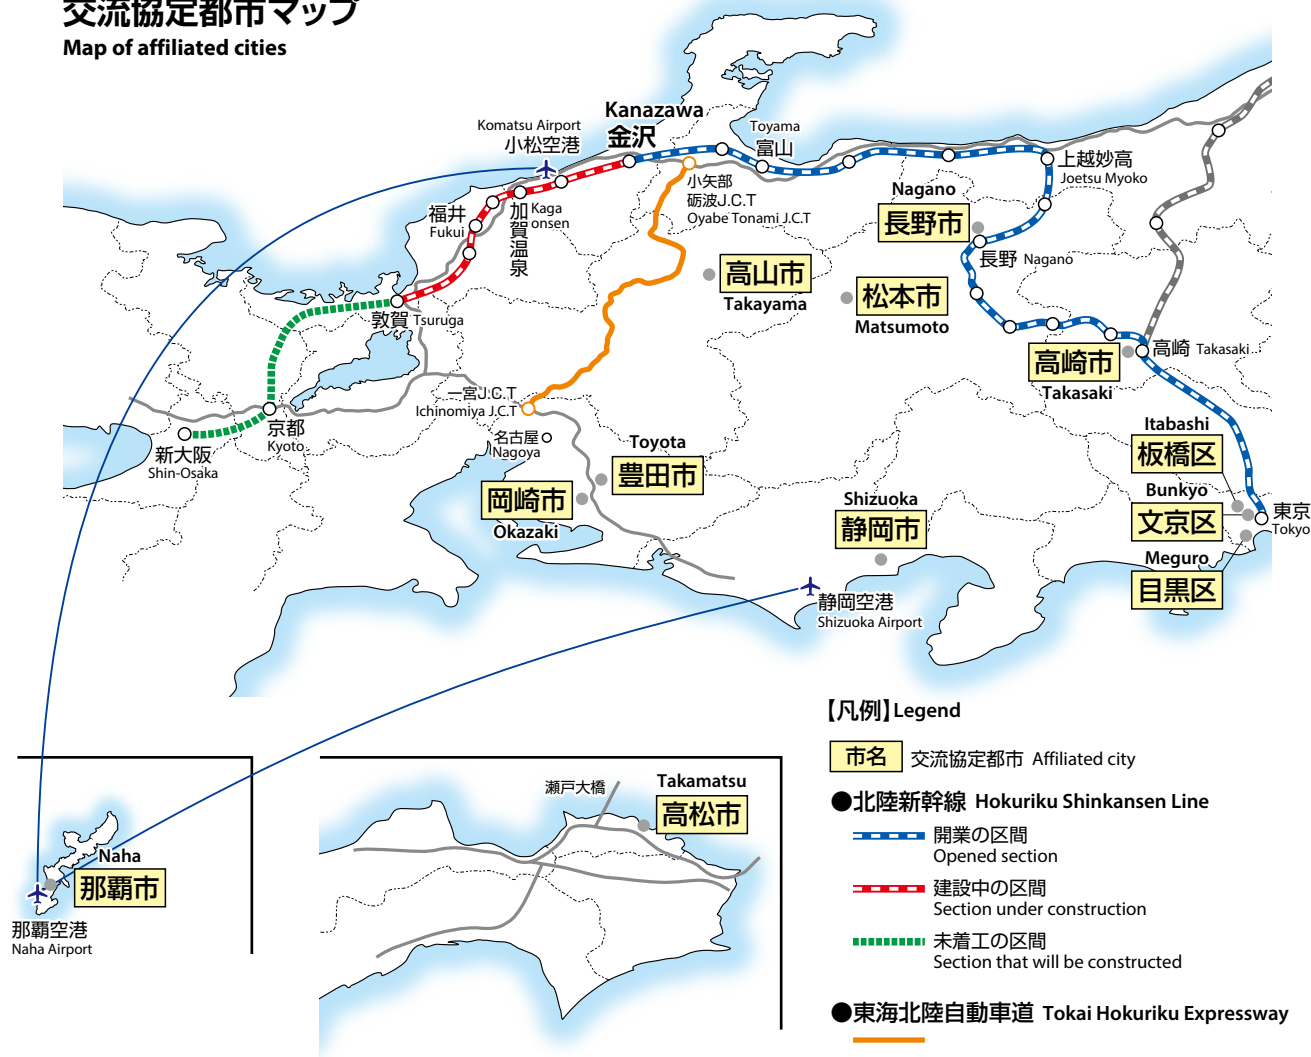 交流協定都市マップ
Map of affiliated cities
Kanazawa
金沢
Komatsu Airport
小松空港
Toyama
富山
上越妙高
Joetsu Myoko
小矢部
砺波J.C.T
Oyabe Tonami J.C.T
Nagano
長野市
長野 Nagano
福井
Fukui
加賀温泉
Kaga
onsen
高山市
Takayama
松本市
Matsumoto
敦賀 Tsuruga
高崎市
Takasaki
高崎 Takasaki
一宮J.C.T
Ichinomiya J.C.T
京都
Kyoto
新大阪
Shin-Osaka
名古屋
Nagoya
Toyota
豊田市
岡崎市
Okazaki
Shizuoka
静岡市
Itabashi
板橋区
Bunkyo
文京区
東京
Tokyo
Meguro
目黒区
静岡空港
Shizuoka Airport
Naha
那覇市
那覇空港
Naha Airport
瀬戸大橋
Takamatsu
高松市
【凡例】Legend
市名 交流協定都市 Affiliated city
●北陸新幹線 Hokuriku Shinkansen Line
開業の区間
Opened section
建設中の区間
Section under construction
未着工の区間
Section that will be constructed
●東海北陸自動車道 Tokai Hokuriku Expressway